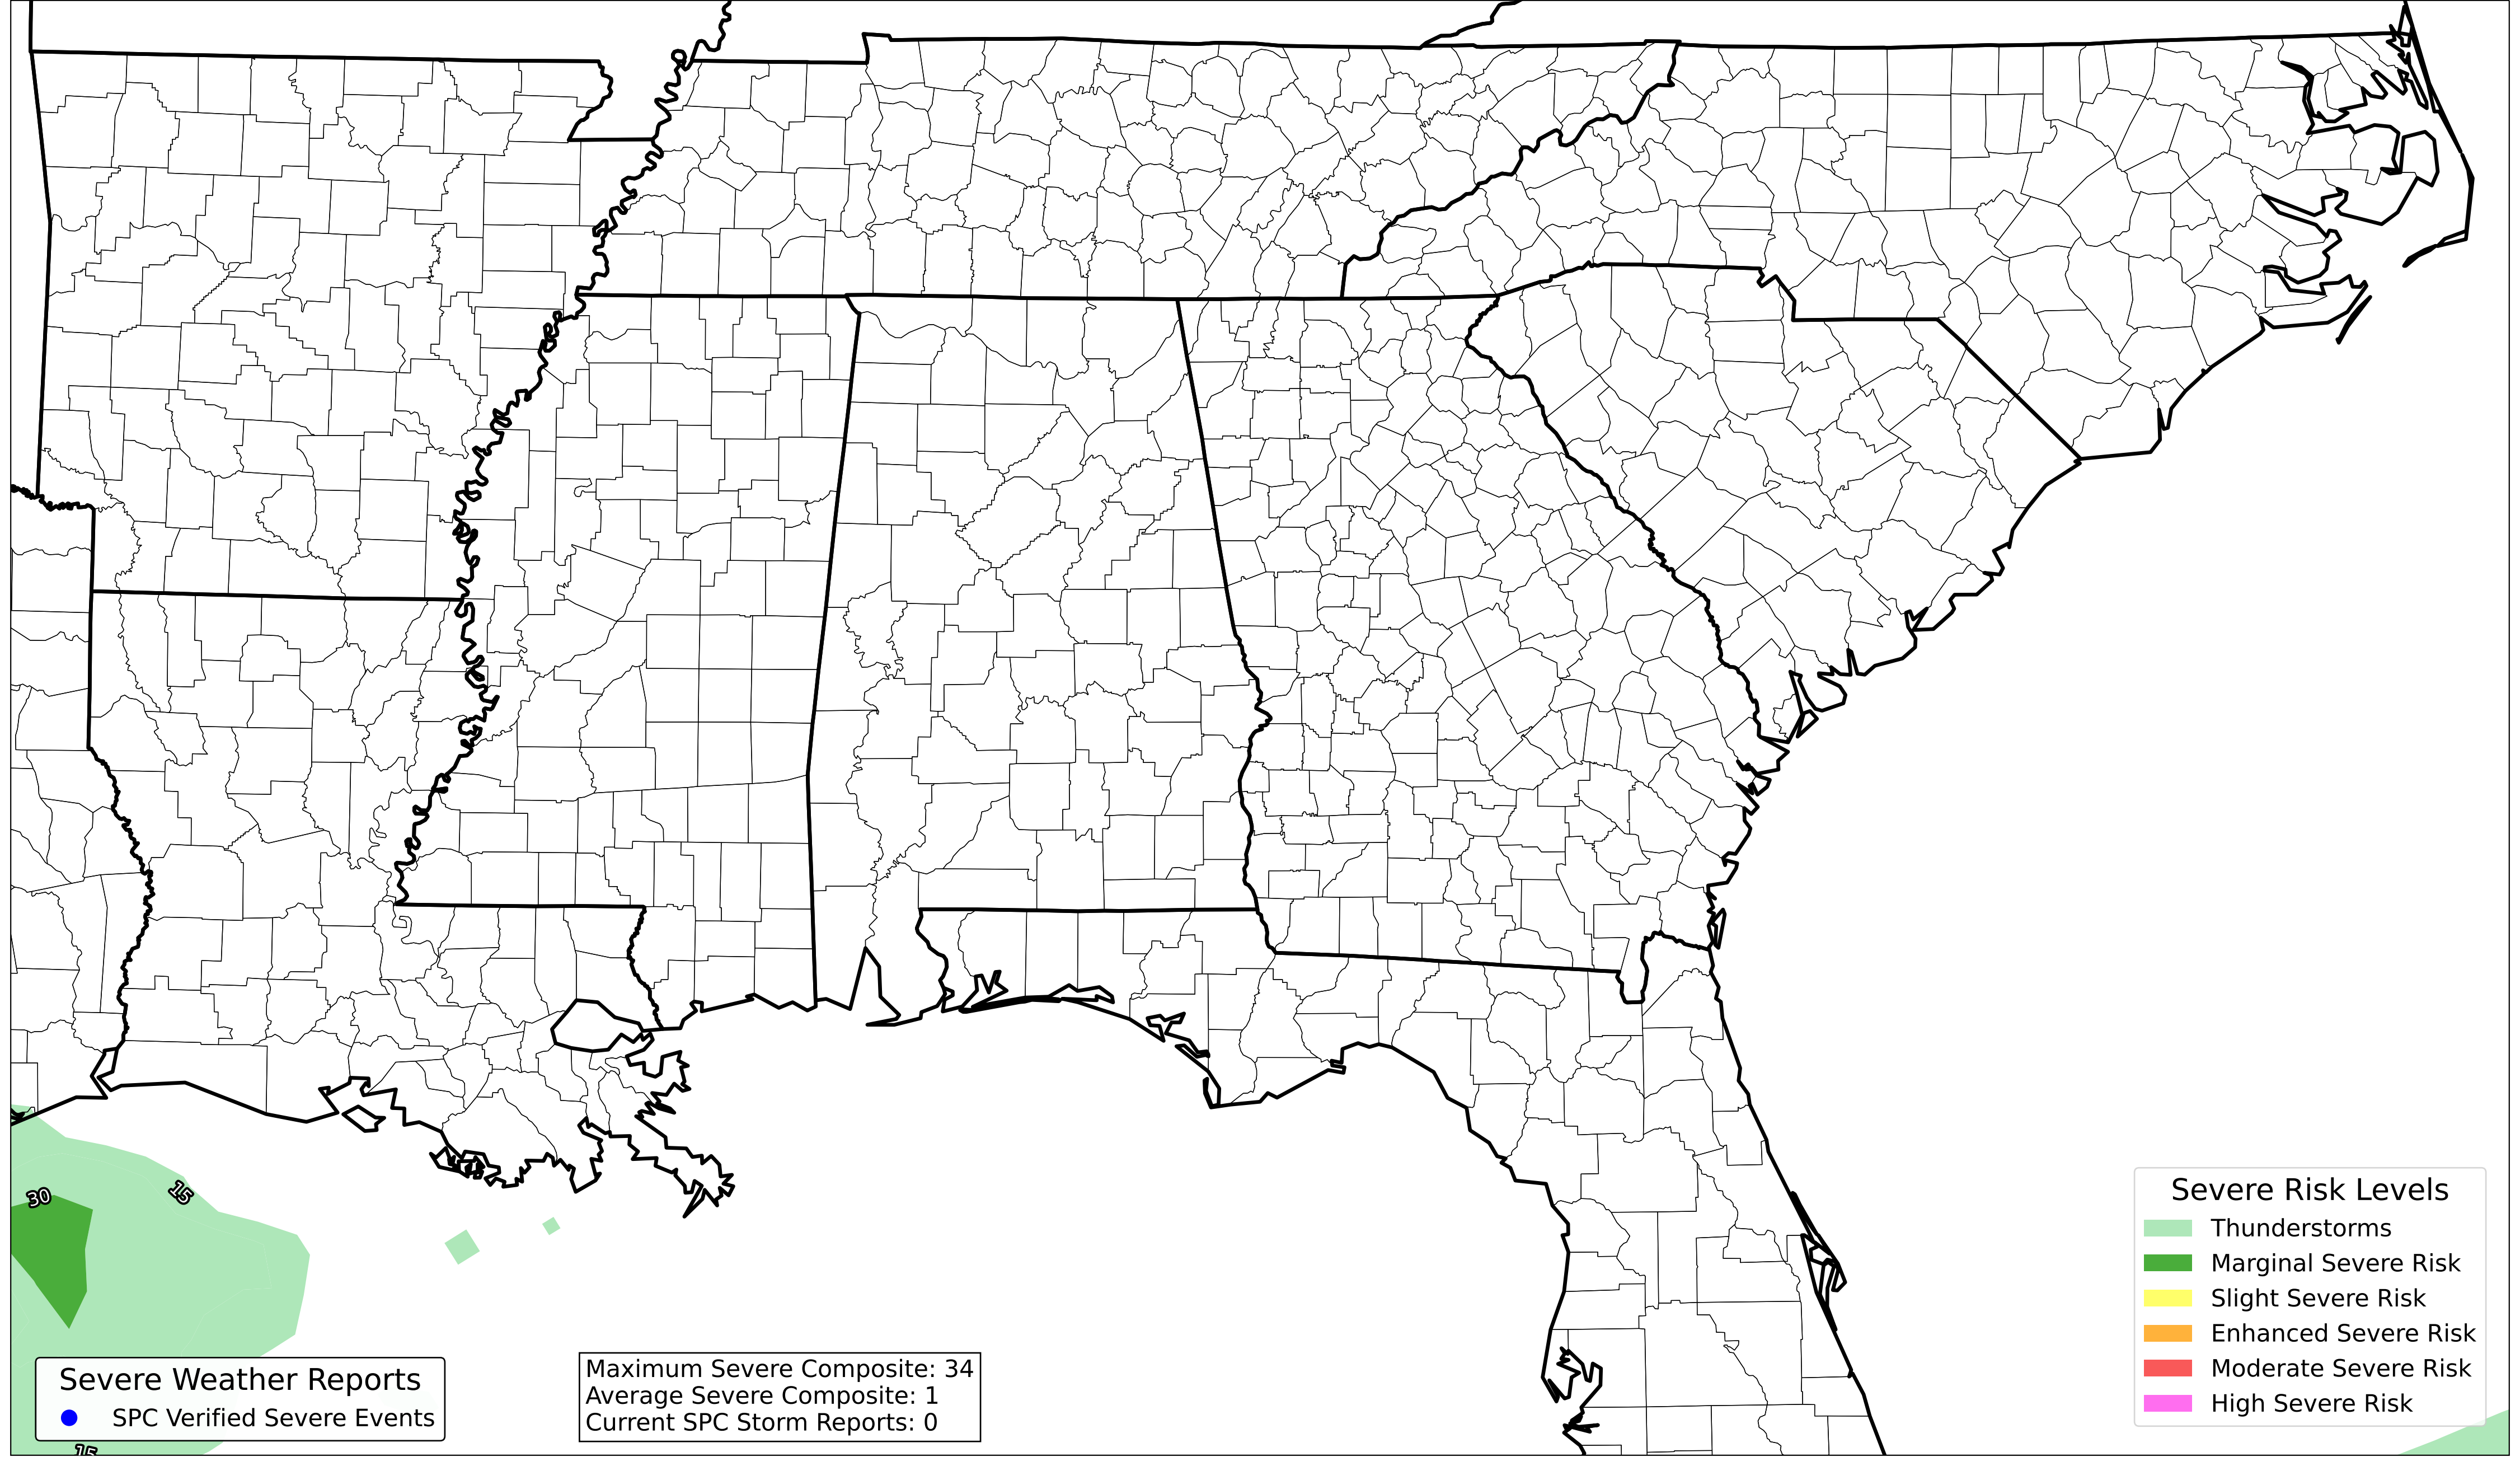 30
15
15
Severe Weather Reports
SPC Verified Severe Events
Maximum Severe Composite: 34
Average Severe Composite: 1
Current SPC Storm Reports: 0
Severe Risk Levels
Thunderstorms
Marginal Severe Risk
Slight Severe Risk
Enhanced Severe Risk
Moderate Severe Risk
High Severe Risk